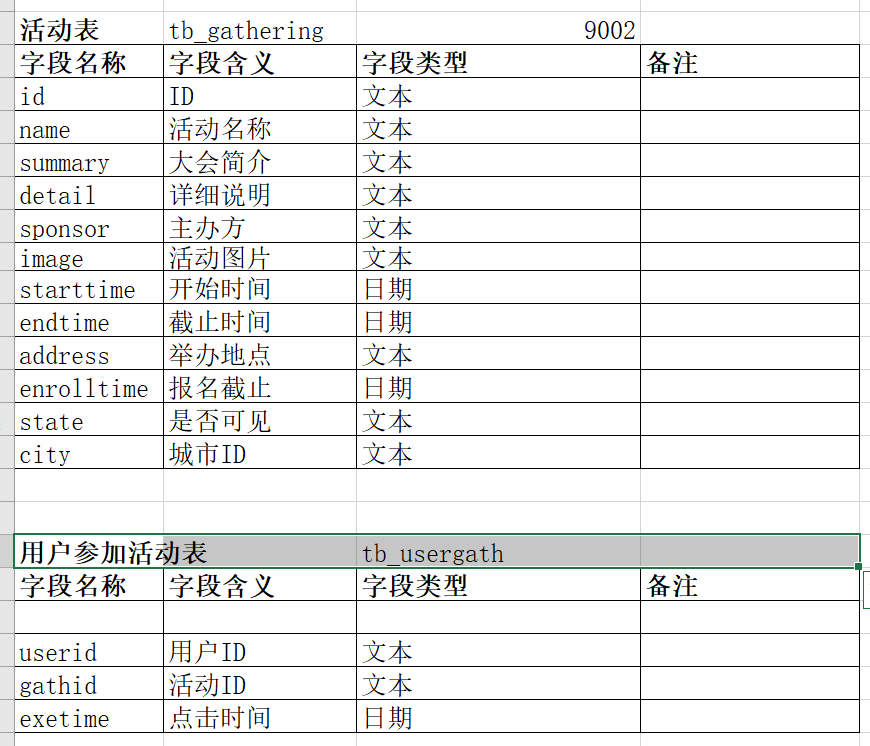 活动表 tb_gathering 9002
字段名称 字段含义 字段类型 备注
id ID 文本
name 活动名称 文本
summary 大会简介 文本
detail 详细说明 文本
sponsor 主办方 文本
image 活动图片 文本
starttime 开始时间 日期
endtime 截止时间 日期
address 举办地点 文本
enrolltime 报名截止 日期
state 是否可见 文本
city 城市ID 文本
用户参加活动表 tb_usergath
字段名称 字段含义 字段类型 备注
userid 用户ID 文本
gathid 活动ID 文本
exetime 点击时间 日期